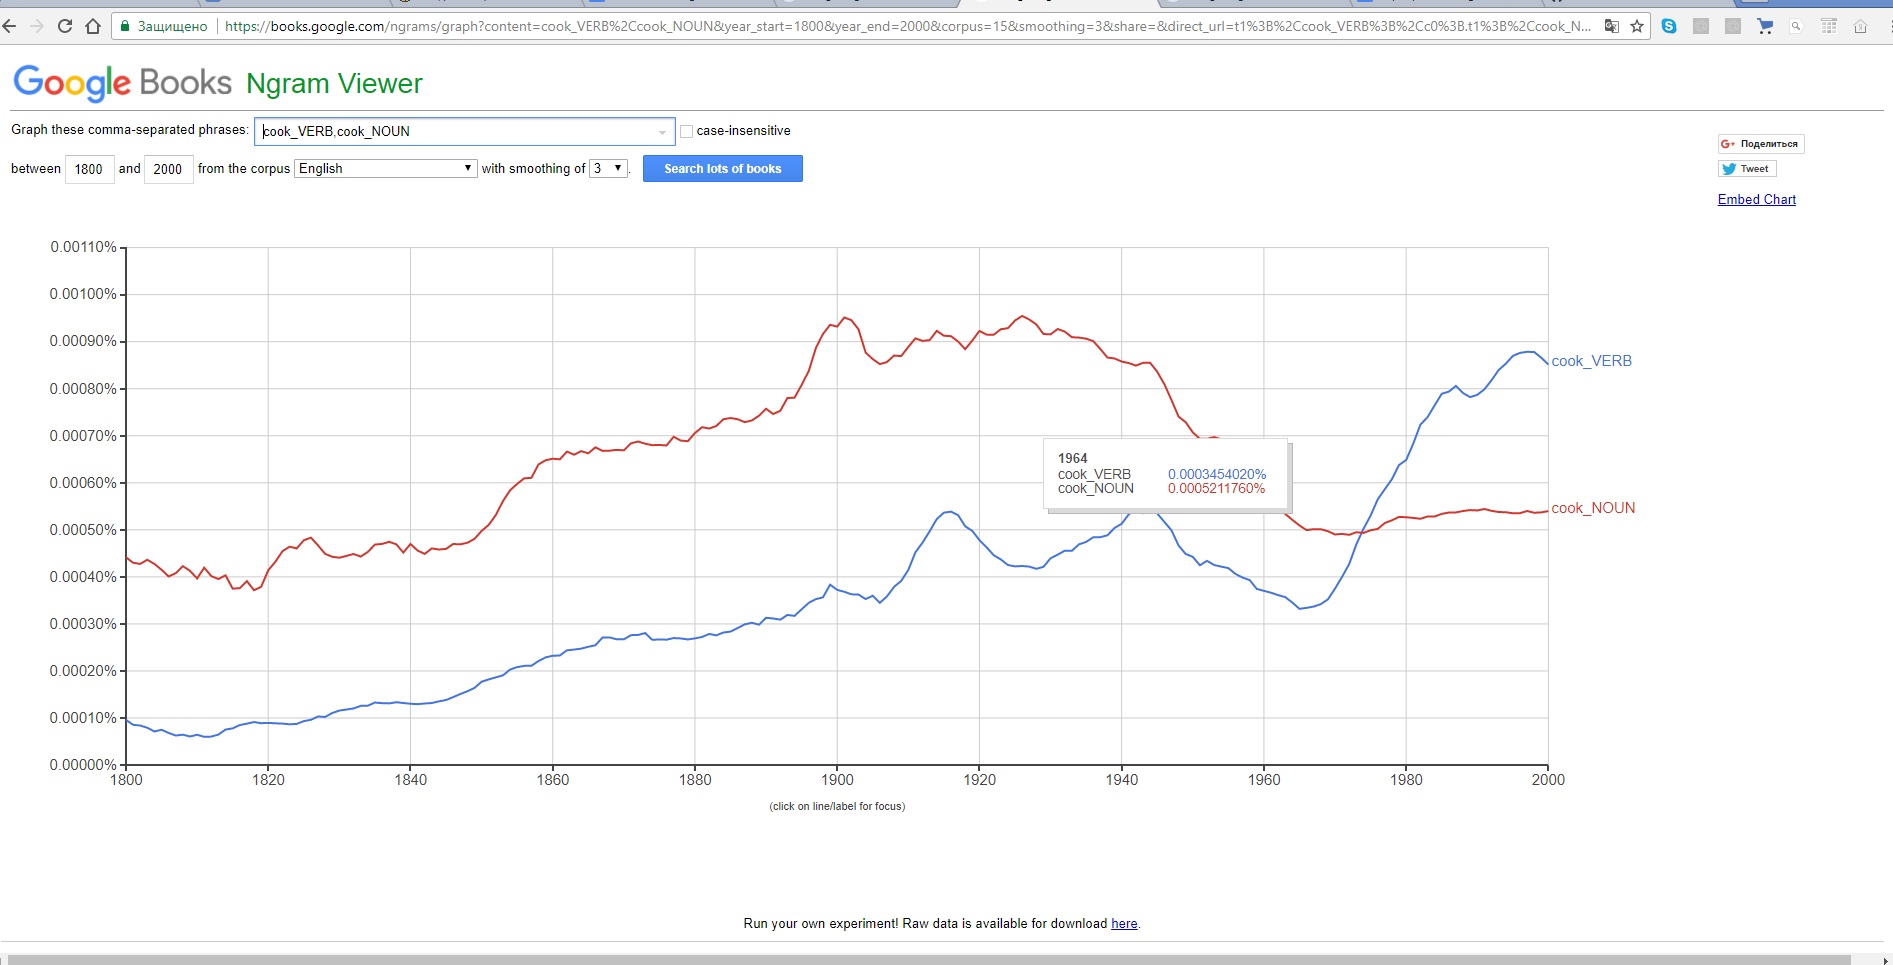 Защищено https://books.google.com/ngrams/graph?content=cook_VERB%2Ccook_NOUN&year_start=1800&year_end=2000&corpus=15&smoothing=3&share=&direct_url=t1%3B%2Ccook_VERB%3B%2Cc0%3B.t1%3B%2Ccook_N...
Google Books Ngram Viewer
Graph these comma-separated phrases: cook_VERB,cook_NOUN case-insensitive
between 1800 and 2000 from the corpus English with smoothing of 3 . Search lots of books
G+ Поделиться
Tweet
Embed Chart
0.00110%
0.00100%
0.00090%
0.00080%
0.00070%
0.00060%
0.00050%
0.00040%
0.00030%
0.00020%
0.00010%
0.00000%
cook_VERB
cook_NOUN
1964
cook_VERB 0.0003454020%
cook_NOUN 0.0005211760%
1800 1820 1840 1860 1880 1900 1920 1940 1960 1980 2000
(click on line/label for focus)
Run your own experiment! Raw data is available for download here.